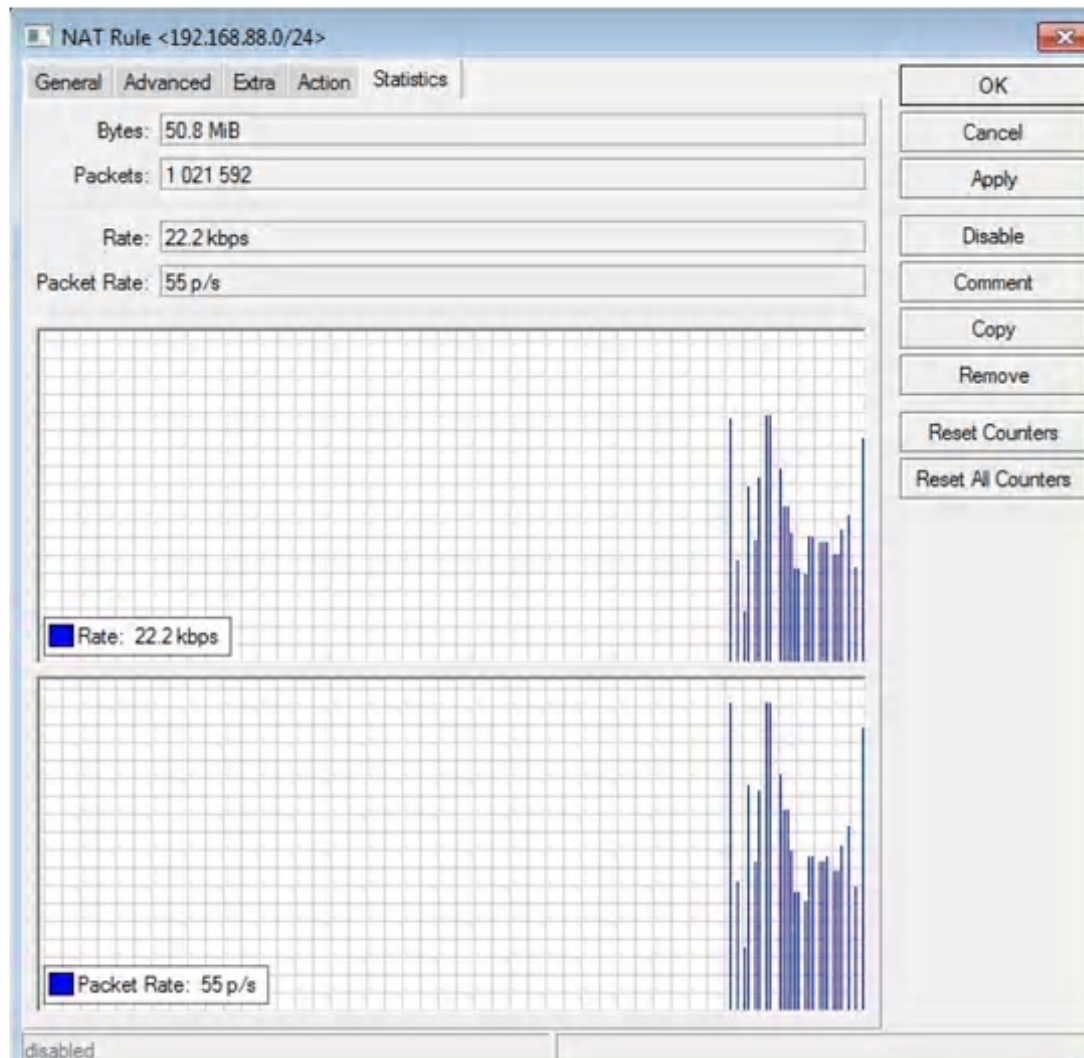 NAT Rule <192.168.88.0/24>
General Advanced Extra Action Statistics
Bytes: 50.8 MiB
Packets: 1 021 592
Rate: 22.2 kbps
Packet Rate: 55 p/s
Rate: 22.2 kbps
Packet Rate: 55 p/s
OK
Cancel
Apply
Disable
Comment
Copy
Remove
Reset Counters
Reset All Counters
disabled